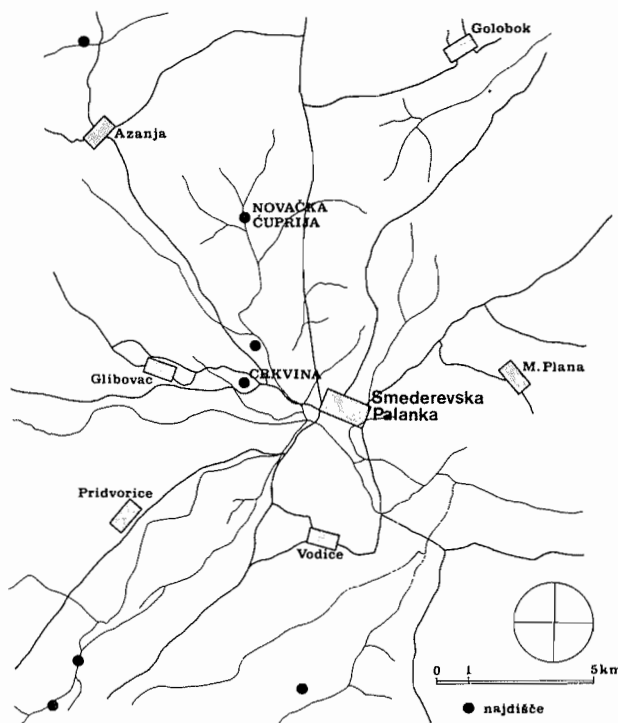 Golobok
Azanja
NOVAČKA
ĆUPRIJA
CRKVINA
Glibovac
M. Plana
Smederevska
Palanka
Pridvorice
Vodice
0 1 5km
najdišče